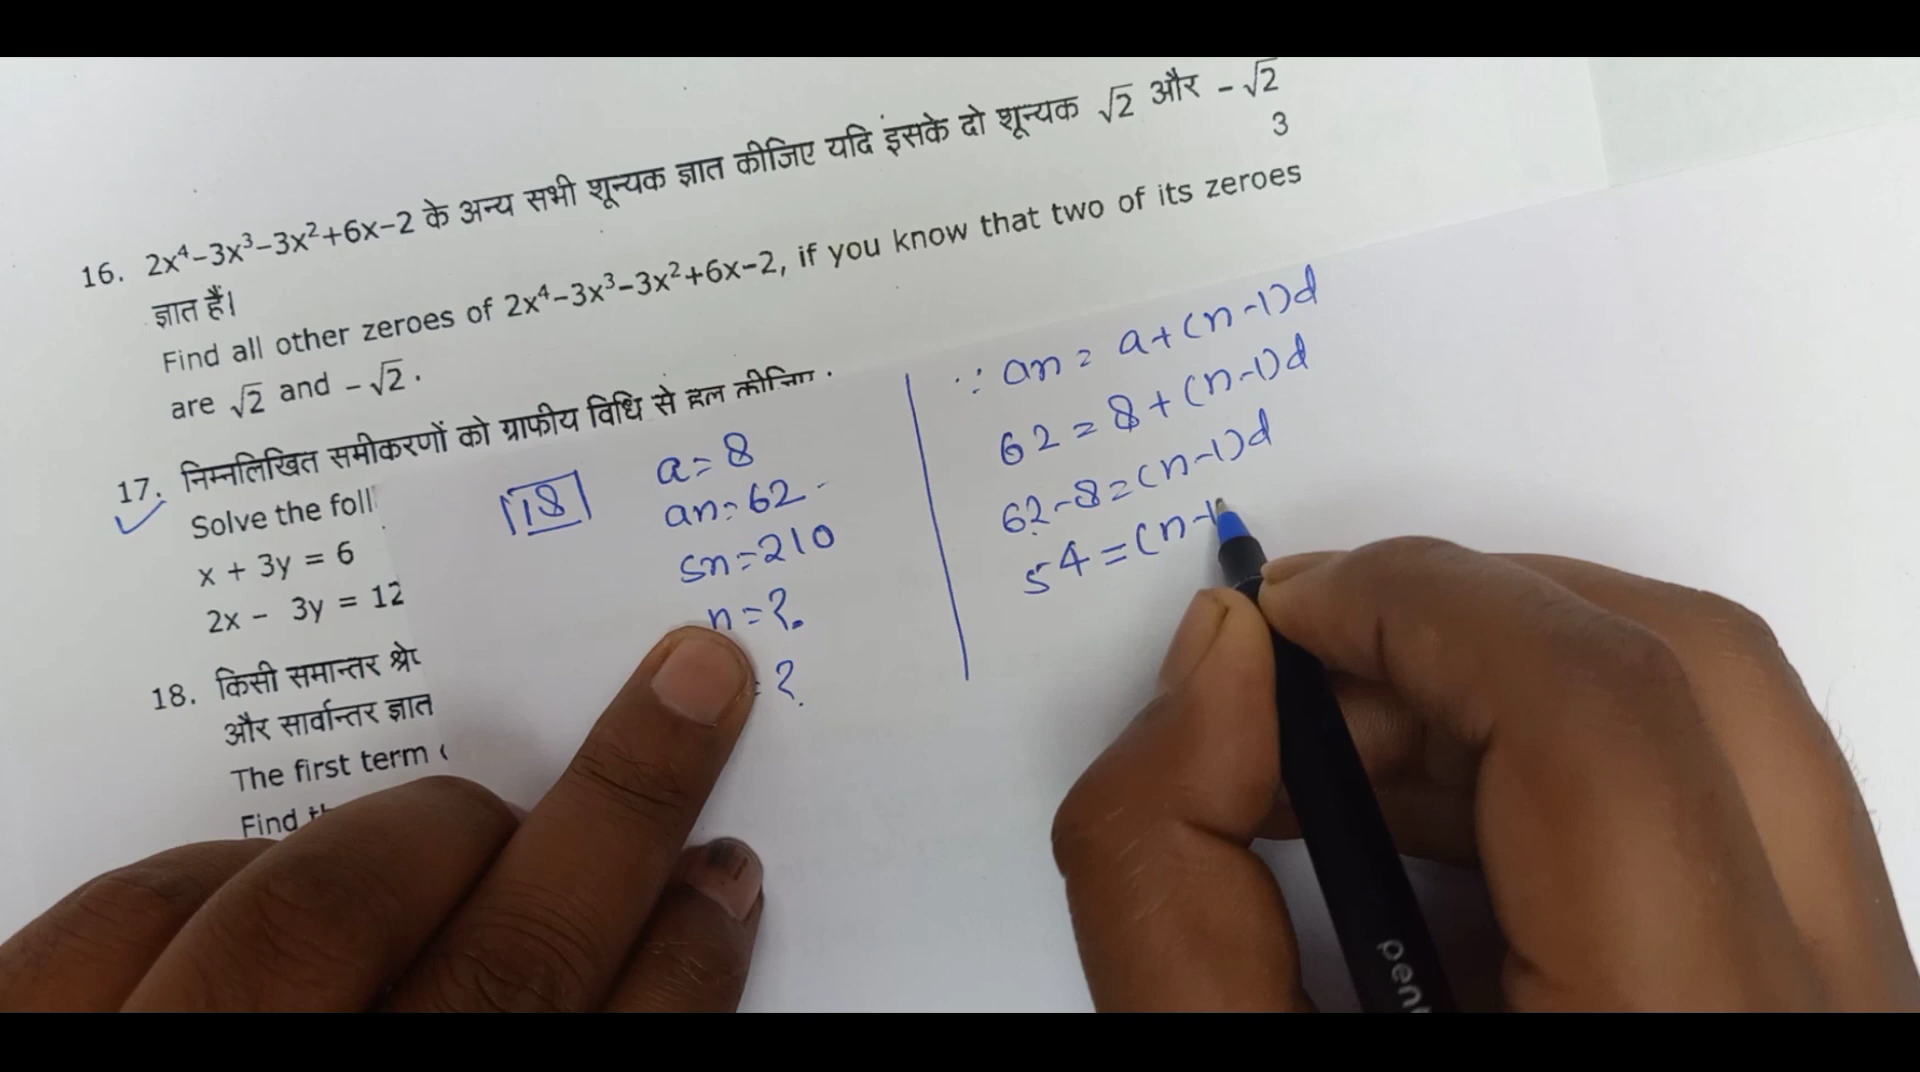 16. 2x⁴-3x³-3x²+6x-2 के अन्य सभी शून्यक ज्ञात कीजिए यदि इसके दो शून्यक √2 और -√2
ज्ञात हैं। 3
Find all other zeroes of 2x⁴-3x³-3x²+6x-2, if you know that two of its zeroes
are √2 and -√2.
17. निम्नलिखित समीकरणों को ग्राफीय विधि से हल कीजिए :
Solve the foll
x + 3y = 6
2x - 3y = 12
18. किसी समान्तर
और सार्वान्तर ज्ञात
The first term
Find
18
a = 8
an = 62
Sn = 210
n = ?
= ?
∵ an = a+(n-1)d
62 = 8+(n-1)d
62-8 = (n-1)d
54 = (n-1
pent